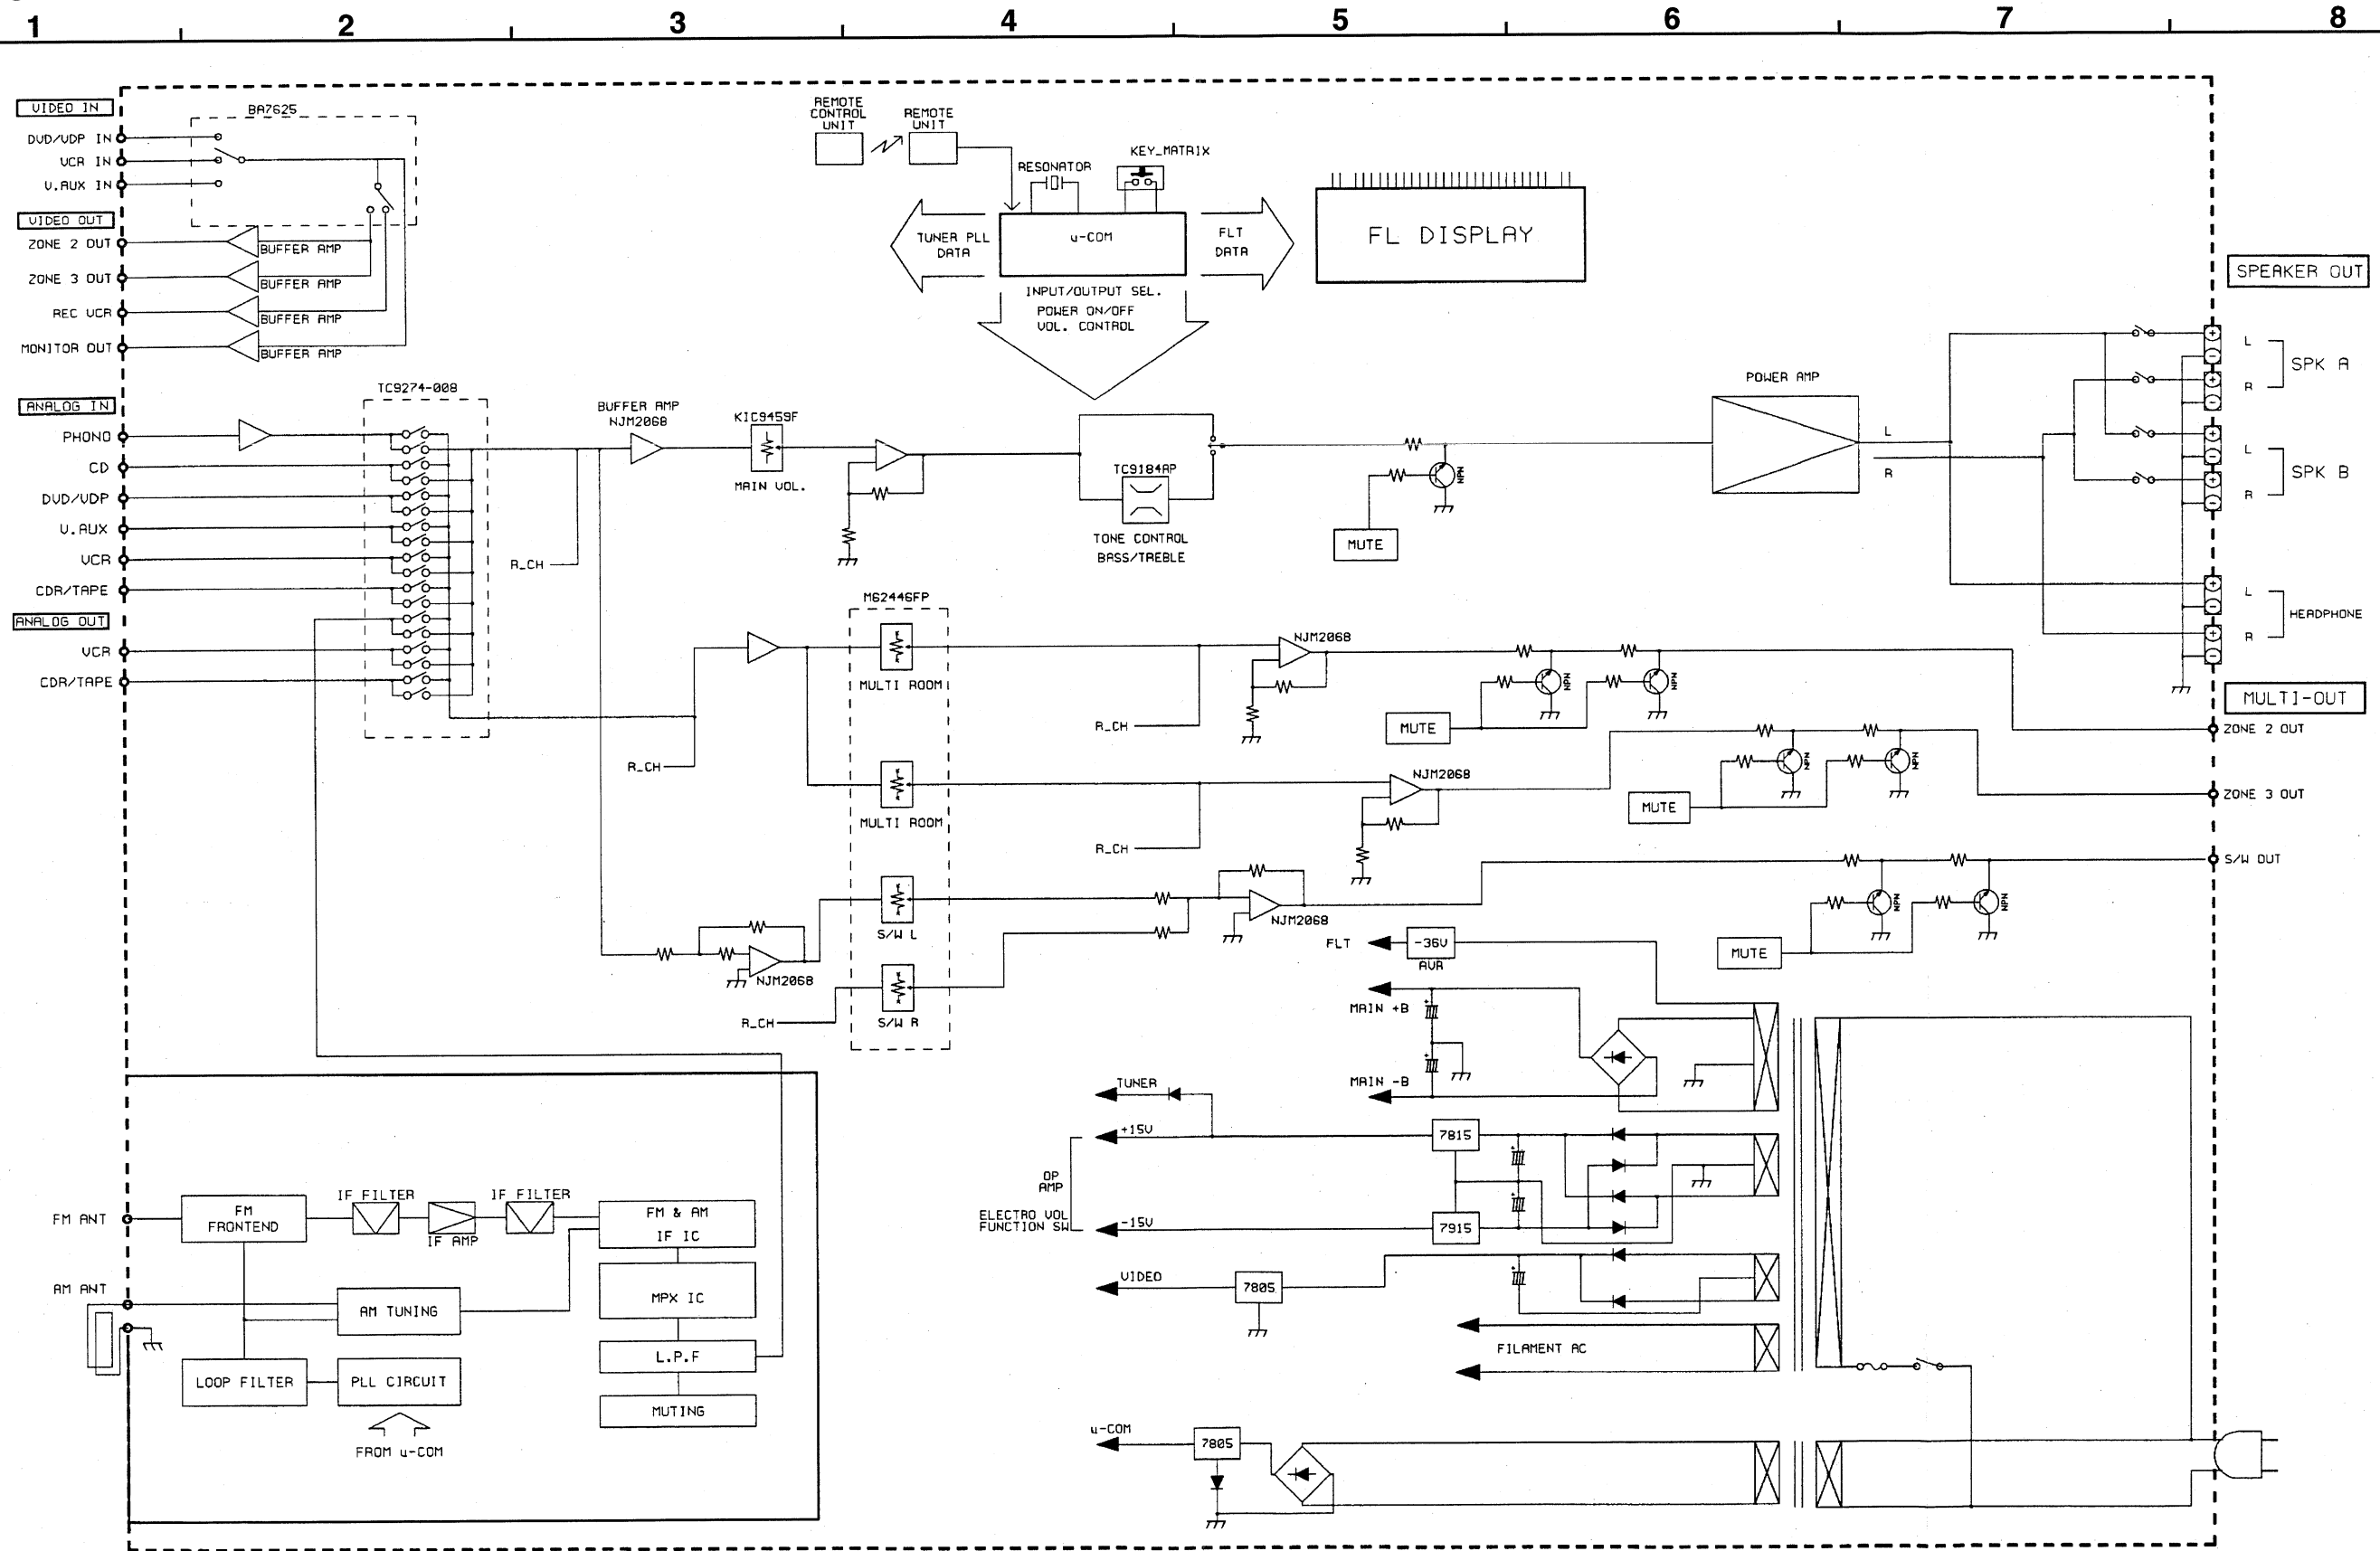 1 2 3 4 5 6 7 8
VIDEO IN
DVD/VDP IN
VCR IN
V.AUX IN
BA7625
VIDEO OUT
ZONE 2 OUT
ZONE 3 OUT
REC VCR
MONITOR OUT
BUFFER AMP
BUFFER AMP
BUFFER AMP
BUFFER AMP
REMOTE
CONTROL
UNIT
REMOTE
UNIT
RESONATOR
KEY_MATRIX
TUNER PLL
DATA
u-COM
FLT
DATA
FL DISPLAY
INPUT/OUTPUT SEL.
POWER ON/OFF
VOL. CONTROL
SPEAKER OUT
ANALOG IN
PHONO
CD
DVD/VDP
V.AUX
VCR
CDR/TAPE
ANALOG OUT
VCR
CDR/TAPE
TC9274-008
BUFFER AMP
NJM2068
KIC9459F
MAIN VOL.
R_CH
TC9184AP
TONE CONTROL
BASS/TREBLE
NPN
MUTE
POWER AMP
L
R
+
-
+
-
L
R
SPK A
+
-
+
-
L
R
SPK B
+
-
+
-
L
R
HEADPHONE
M62446FP
MULTI ROOM
R_CH
NJM2068
R_CH
MUTE
NPN
NPN
MULTI-OUT
ZONE 2 OUT
MULTI ROOM
R_CH
NJM2068
MUTE
NPN
NPN
ZONE 3 OUT
S/W L
NJM2068
NJM2068
MUTE
NPN
NPN
S/W OUT
S/W R
R_CH
FLT
-36V
AVR
MAIN +B
MAIN -B
TUNER
+15V
7815
OP
AMP
ELECTRO VOL
FUNCTION SW
-15V
7915
VIDEO
7805
FILAMENT AC
u-COM
7805
FM ANT
FM
FRONTEND
IF FILTER
IF AMP
IF FILTER
FM & AM
IF IC
AM ANT
AM TUNING
MPX IC
L.P.F
LOOP FILTER
PLL CIRCUIT
MUTING
FROM u-COM